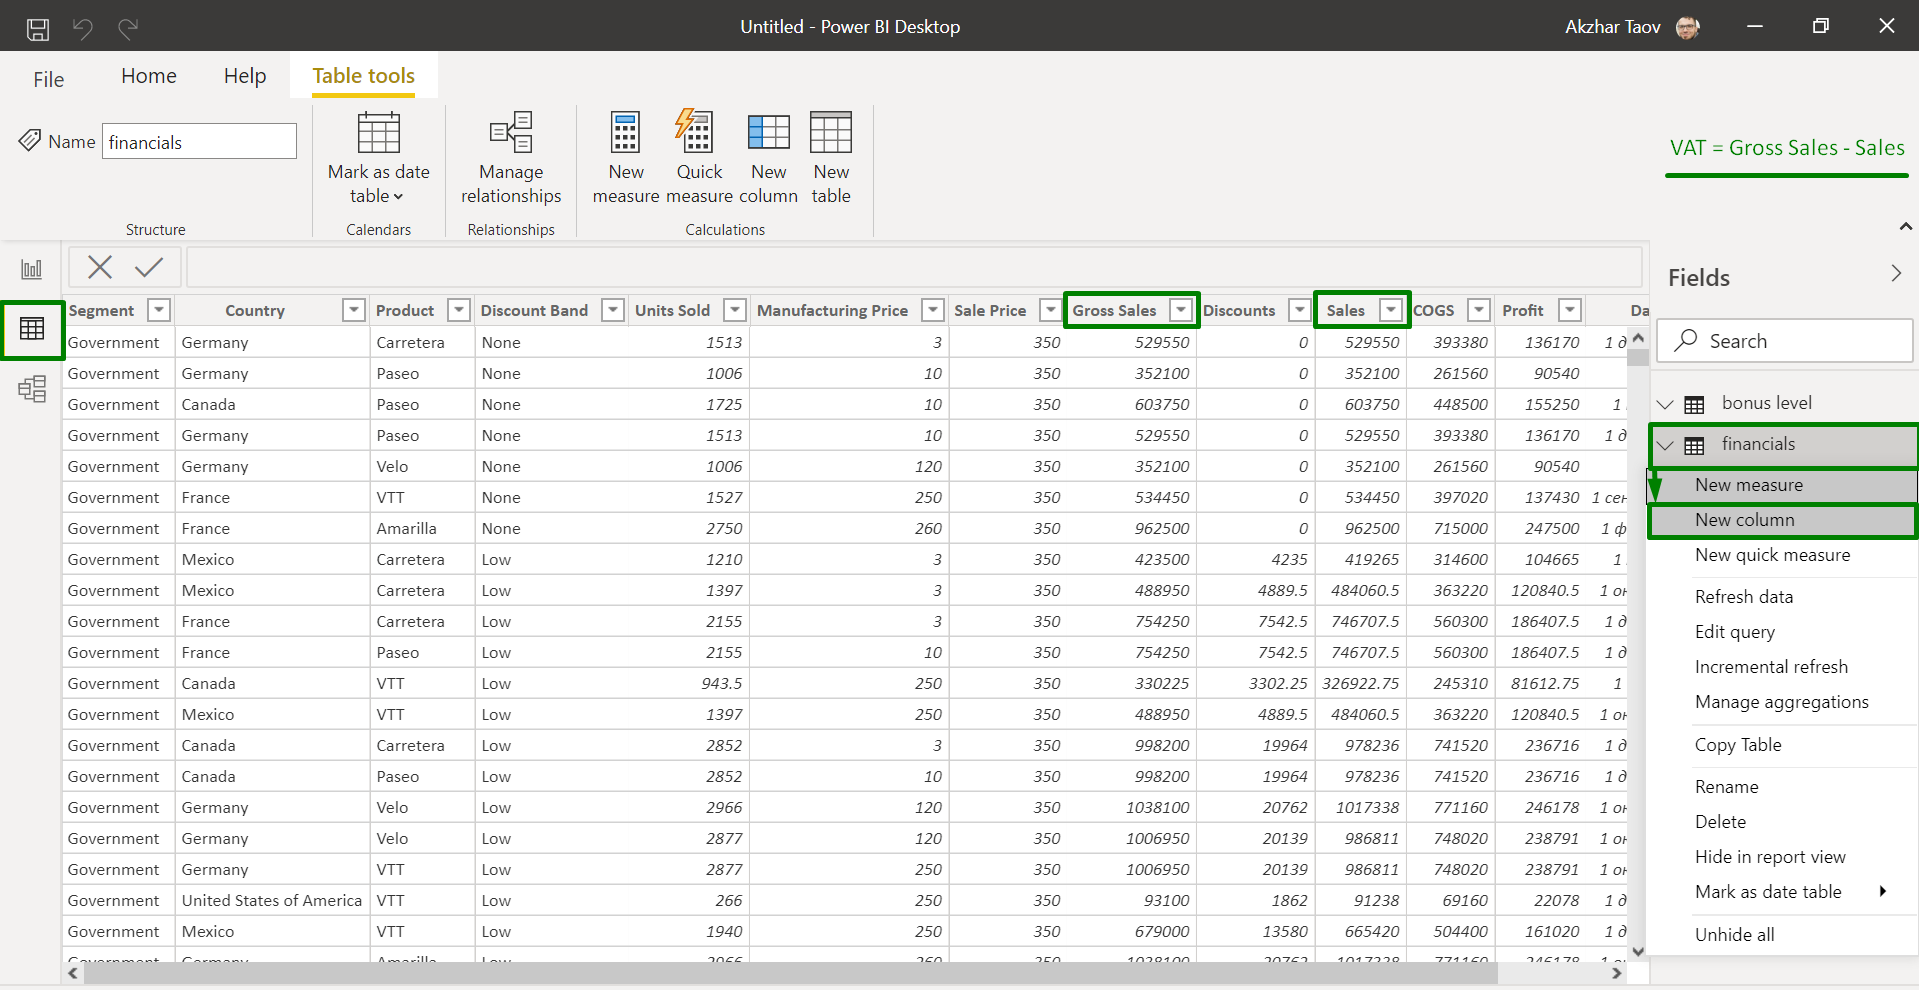 Untitled - Power BI Desktop
Akzhar Taov
File Home Help Table tools
Name financials
Mark as date table
Manage relationships
New measure
Quick measure
New column
New table
Structure Calendars Relationships Calculations
VAT = Gross Sales - Sales
Segment Country Product Discount Band Units Sold Manufacturing Price Sale Price Gross Sales Discounts Sales COGS Profit Da
Government Germany Carretera None 1513 3 350 529550 0 529550 393380 136170 1 д
Government Germany Paseo None 1006 10 350 352100 0 352100 261560 90540
Government Canada Paseo None 1725 10 350 603750 0 603750 448500 155250 1
Government Germany Paseo None 1513 10 350 529550 0 529550 393380 136170 1 д
Government Germany Velo None 1006 120 350 352100 0 352100 261560 90540
Government France VTT None 1527 250 350 534450 0 534450 397020 137430 1 сен
Government France Amarilla None 2750 260 350 962500 0 962500 715000 247500 1 ф
Government Mexico Carretera Low 1210 3 350 423500 4235 419265 314600 104665 1
Government Mexico Carretera Low 1397 3 350 488950 4889.5 484060.5 363220 120840.5 1 ок
Government France Carretera Low 2155 3 350 754250 7542.5 746707.5 560300 186407.5 1 д
Government France Paseo Low 2155 10 350 754250 7542.5 746707.5 560300 186407.5 1 д
Government Canada VTT Low 943.5 250 350 330225 3302.25 326922.75 245310 81612.75 1
Government Mexico VTT Low 1397 250 350 488950 4889.5 484060.5 363220 120840.5 1 ок
Government Canada Carretera Low 2852 3 350 998200 19964 978236 741520 236716 1 д
Government Canada Paseo Low 2852 10 350 998200 19964 978236 741520 236716 1 д
Government Germany Velo Low 2966 120 350 1038100 20762 1017338 771160 246178 1 ок
Government Germany Velo Low 2877 120 350 1006950 20139 986811 748020 238791 1 ок
Government Germany VTT Low 2877 250 350 1006950 20139 986811 748020 238791 1 ок
Government United States of America VTT Low 266 250 350 93100 1862 91238 69160 22078 1 д
Government Mexico VTT Low 1940 250 350 679000 13580 665420 504400 161020 1 д
Government Germany Amarilla Low 2966 260 350 1038100 20762 1017338 771160 246178 1 ок
Fields
Search
bonus level
financials
New measure
New column
New quick measure
Refresh data
Edit query
Incremental refresh
Manage aggregations
Copy Table
Rename
Delete
Hide in report view
Mark as date table
Unhide all